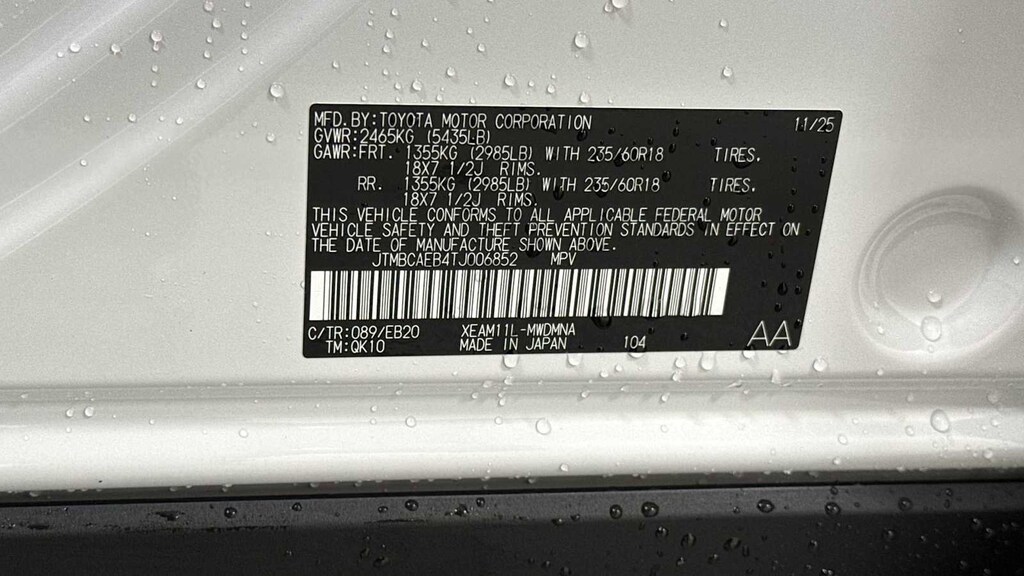 MFD.BY:TOYOTA MOTOR CORPORATION 11/25
GVWR:2465KG (5435LB)
GAWR:FRT. 1355KG (2985LB) WITH 235/60R18 TIRES,
18X7 1/2J RIMS.
RR. 1355KG (2985LB) WITH 235/60R18 TIRES,
18X7 1/2J RIMS.
THIS VEHICLE CONFORMS TO ALL APPLICABLE FEDERAL MOTOR
VEHICLE SAFETY AND THEFT PREVENTION STANDARDS IN EFFECT ON
THE DATE OF MANUFACTURE SHOWN ABOVE.
JTMBCAEB4TJ006852 MPV
C/TR:089/EB20 XEAM11L-MWDMNA
TM:QK10 MADE IN JAPAN 104 AA